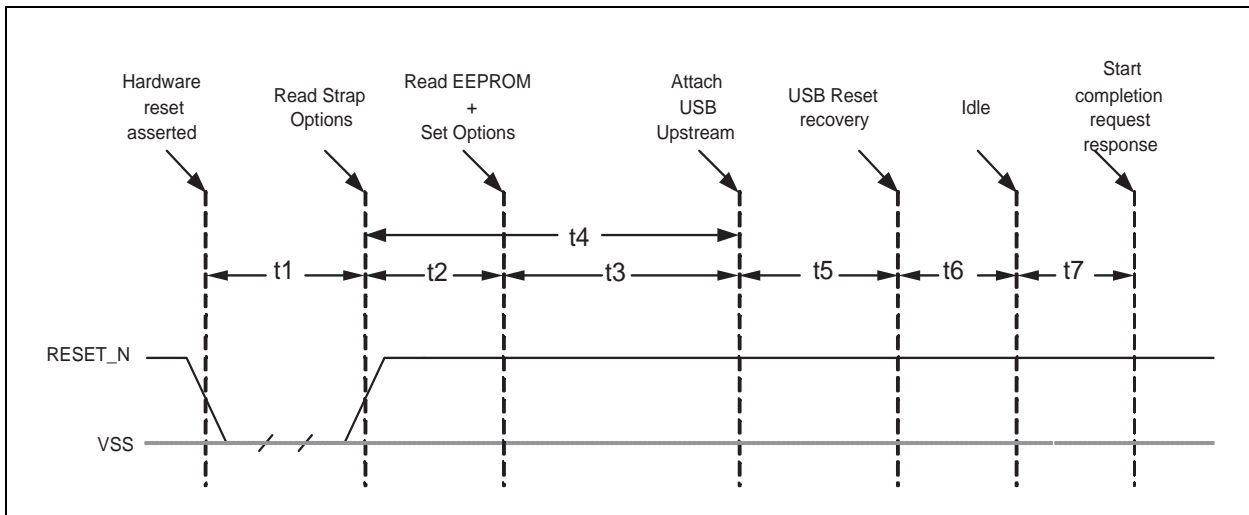 Hardware
reset
asserted
Read Strap
Options
Read EEPROM
+
Set Options
Attach
USB
Upstream
USB Reset
recovery
Idle
Start
completion
request
response
t4
t1
t2
t3
t5
t6
t7
RESET_N
VSS